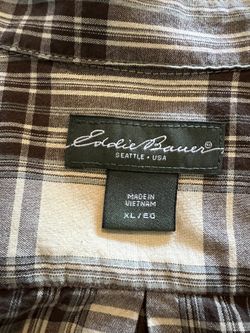 Eddie Bauer®
SEATTLE • USA
MADE IN
VIETNAM
XL/EG